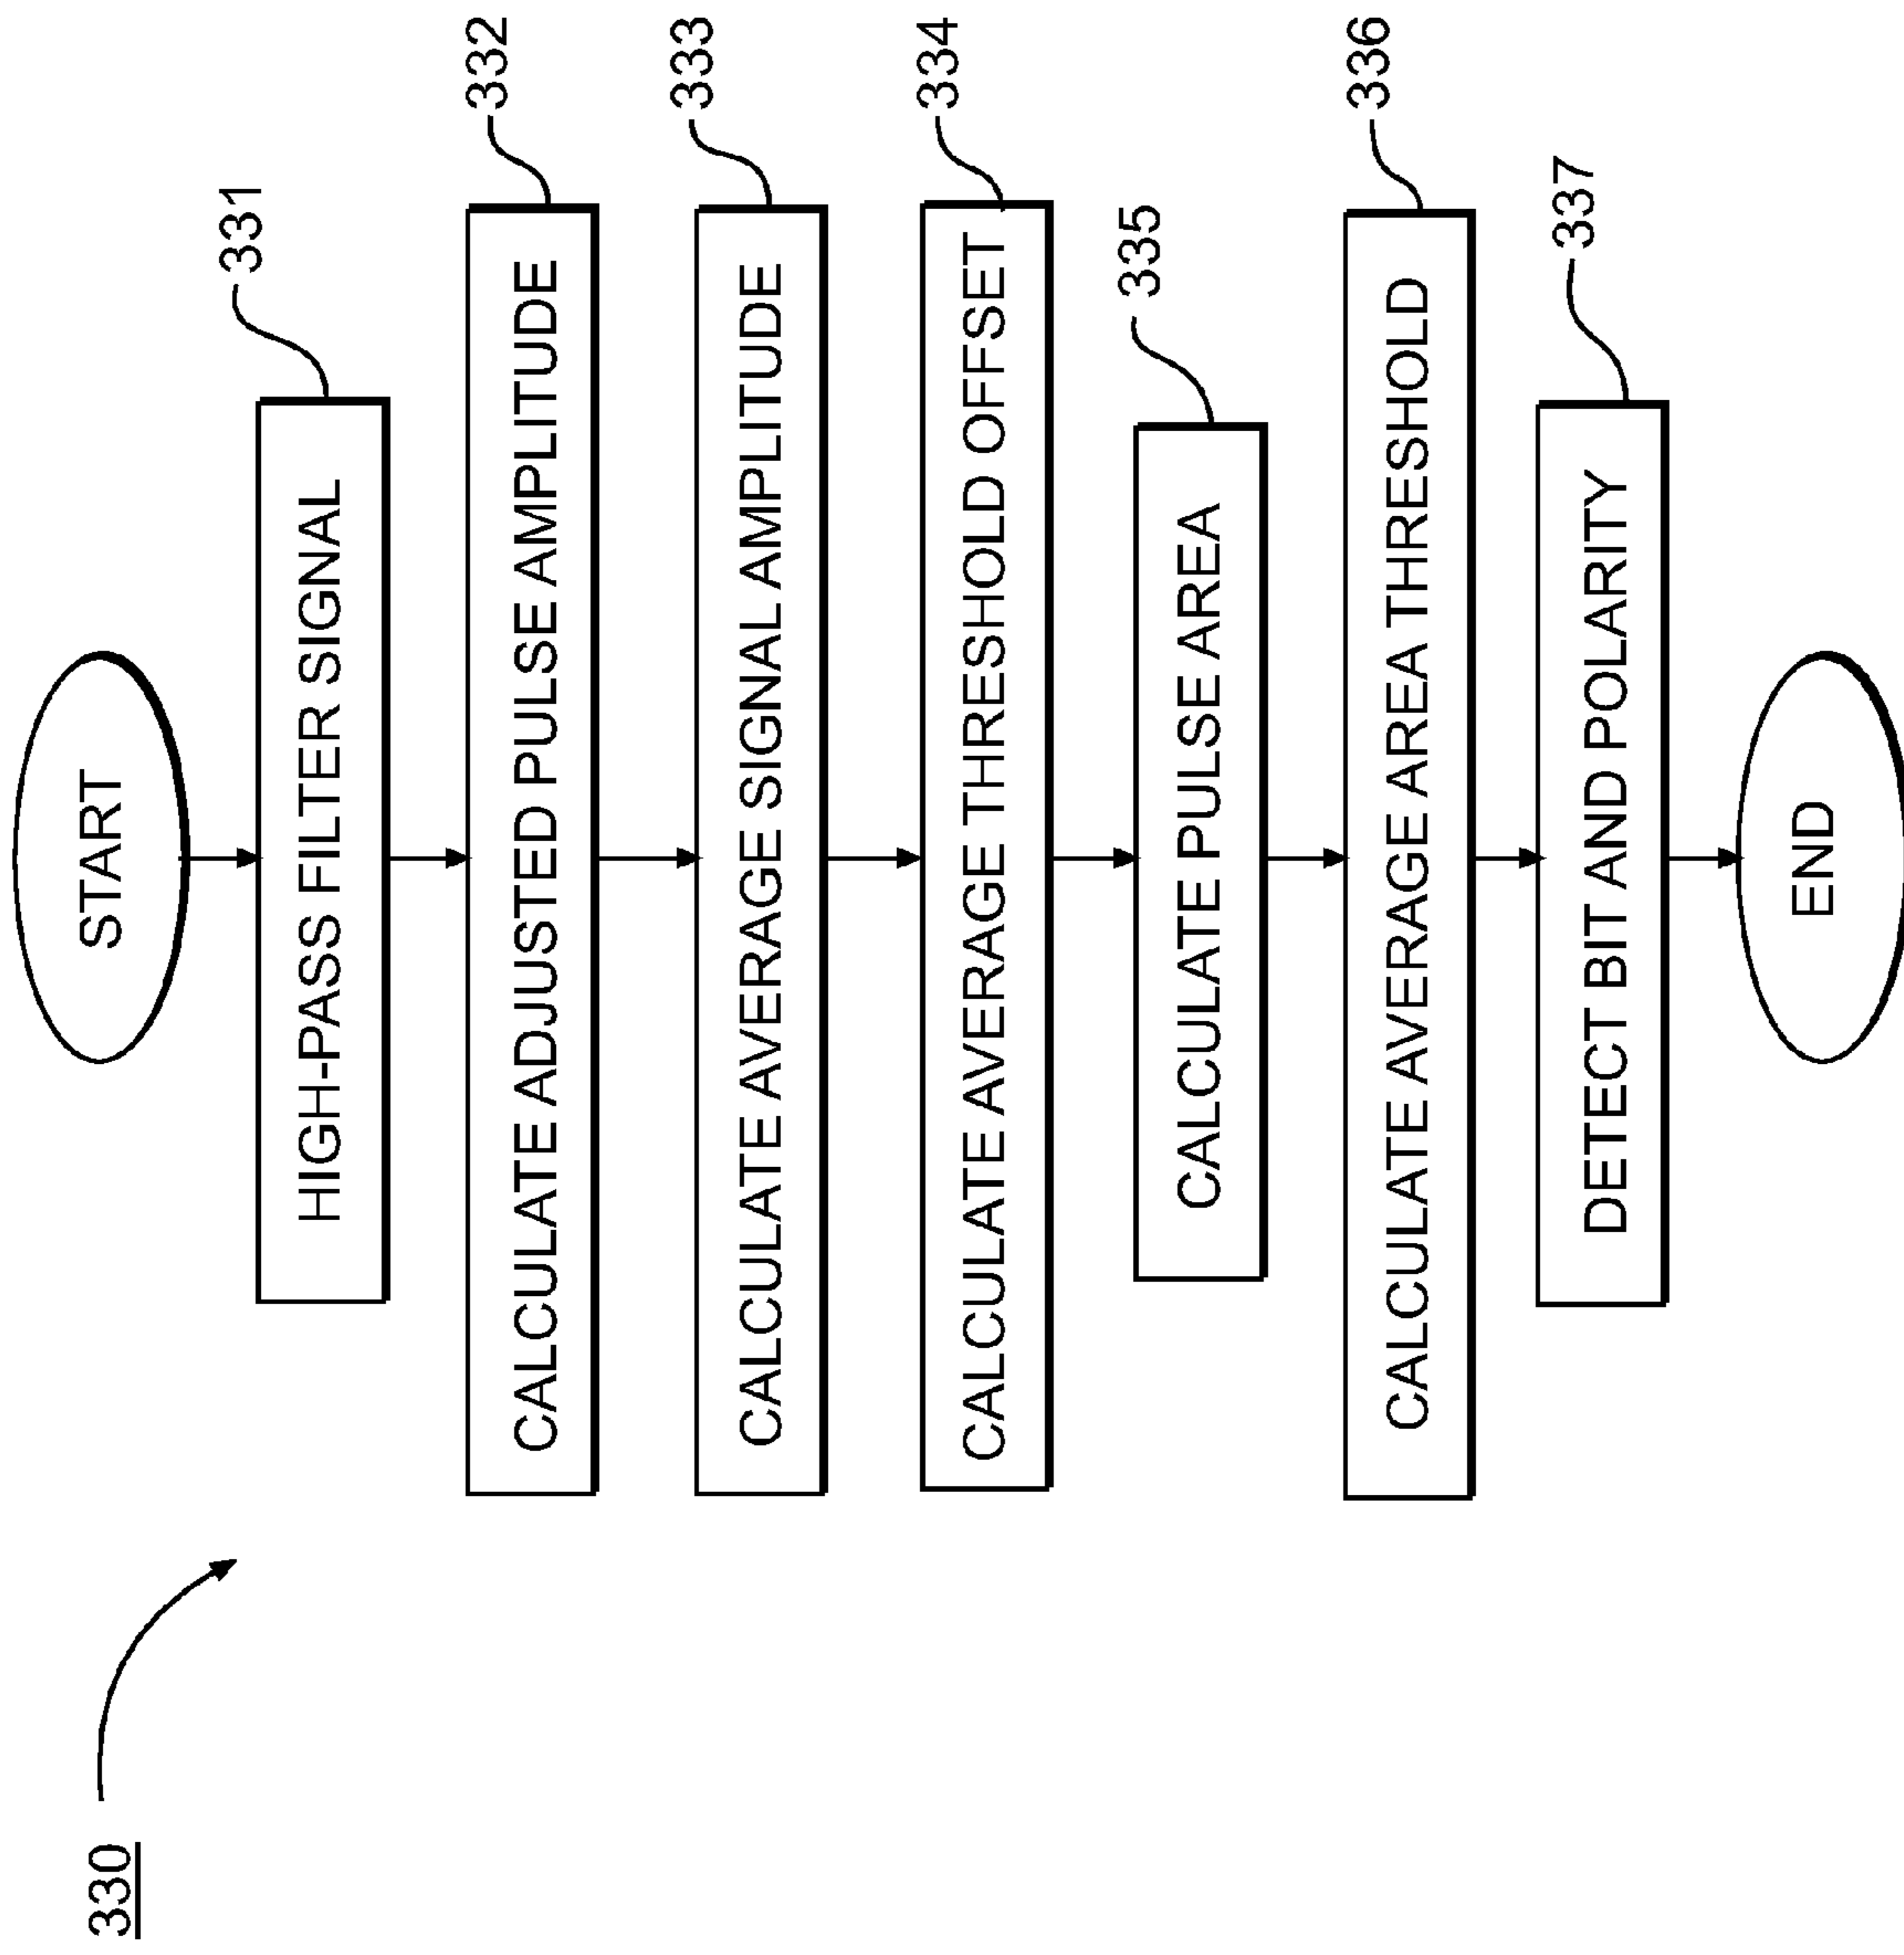 330
START
HIGH-PASS FILTER SIGNAL
331
CALCULATE ADJUSTED PULSE AMPLITUDE
332
CALCULATE AVERAGE SIGNAL AMPLITUDE
333
CALCULATE AVERAGE THRESHOLD OFFSET
334
CALCULATE PULSE AREA
335
CALCULATE AVERAGE AREA THRESHOLD
336
DETECT BIT AND POLARITY
337
END